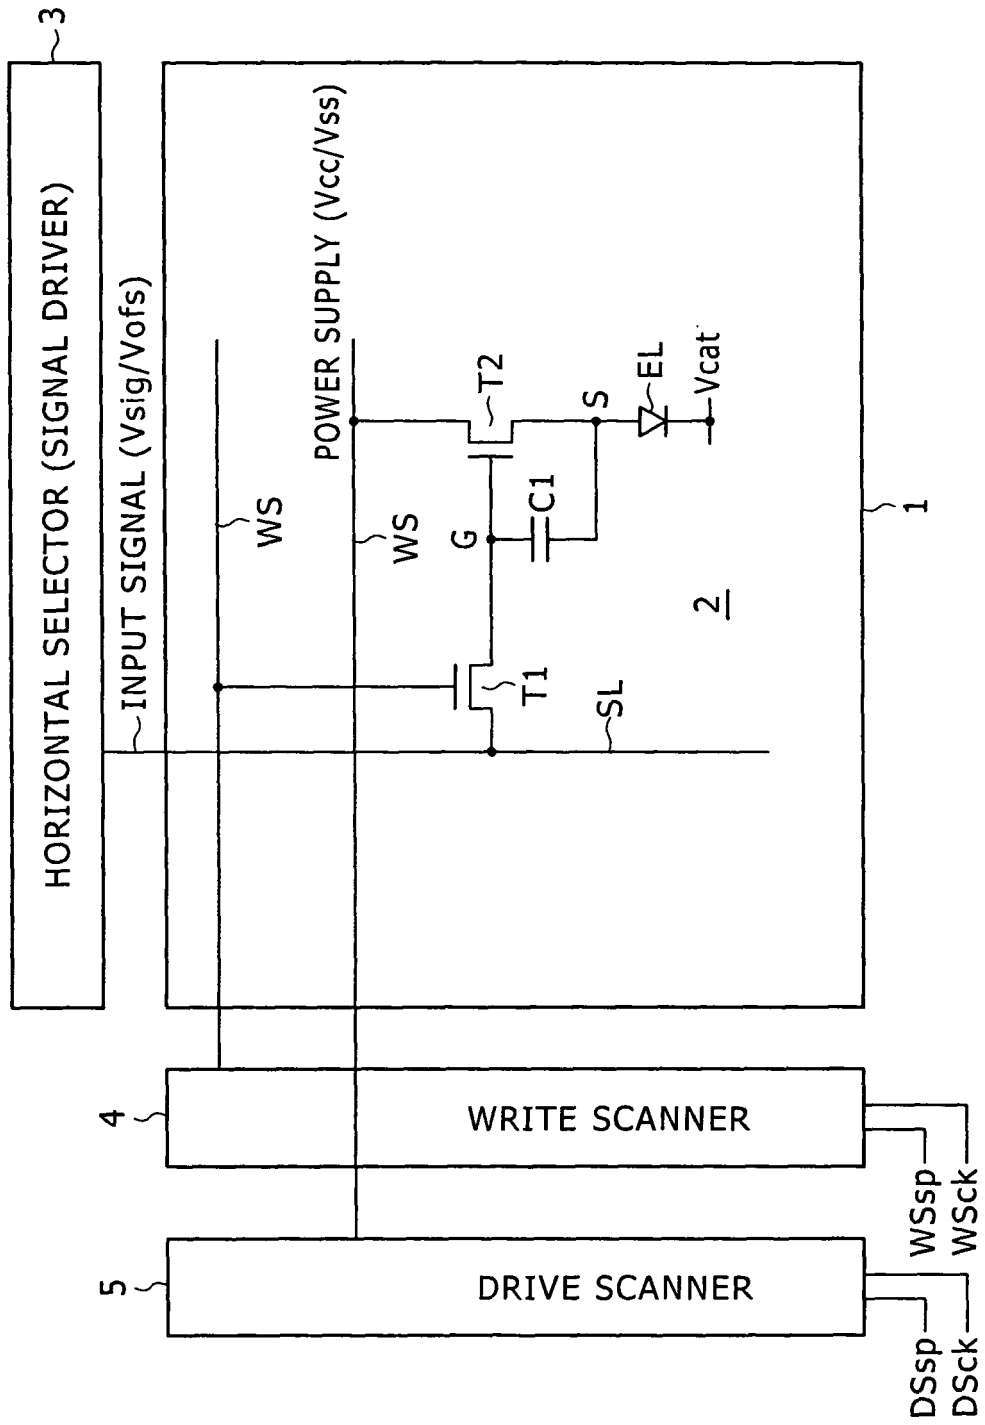 3
HORIZONTAL SELECTOR (SIGNAL DRIVER)
INPUT SIGNAL (Vsig/Vofs)
WS
POWER SUPPLY (Vcc/Vss)
WS
G
T2
C1
S
EL
Vcat
T1
SL
2
1
4
WRITE SCANNER
WSsp
WSck
5
DRIVE SCANNER
DSsp
DSck